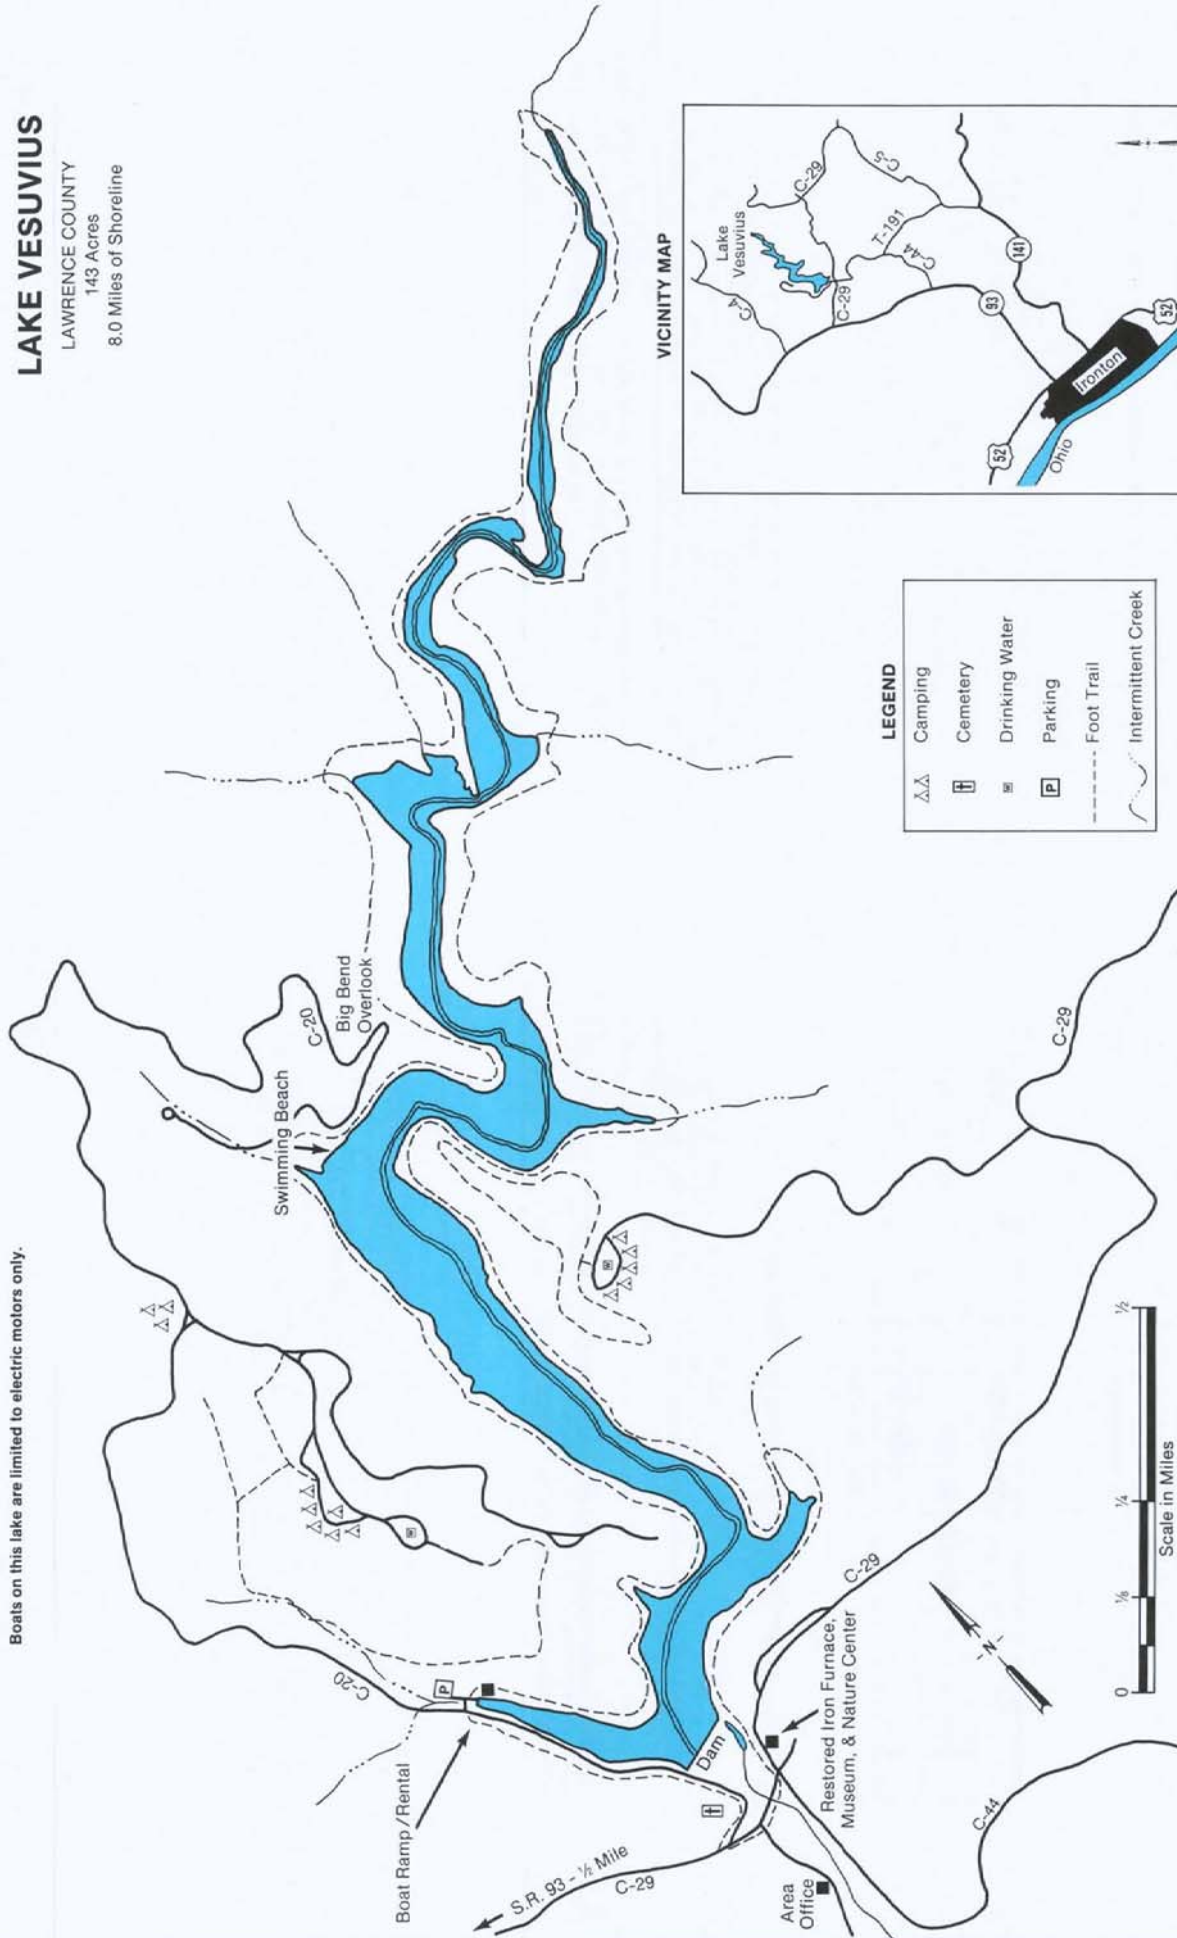 LAKE VESUVIUS
LAWRENCE COUNTY
143 Acres
8.0 Miles of Shoreline
Boats on this lake are limited to electric motors only.
C-20
Big Bend
Overlook
Swimming Beach
C-20
P
Boat Ramp/Rental
Dam
S.R. 93 - ½ Mile
C-29
Area
Office
Restored Iron Furnace,
Museum, & Nature Center
C-29
C-29
C-44
-N-
0
⅛
¼
½
Scale in Miles
LEGEND
Camping
Cemetery
Drinking Water
P
Parking
Foot Trail
Intermittent Creek
VICINITY MAP
C-4
Lake
Vesuvius
C-29
C-5
T-191
C-44
C-29
93
141
52
52
Ironton
Ohio